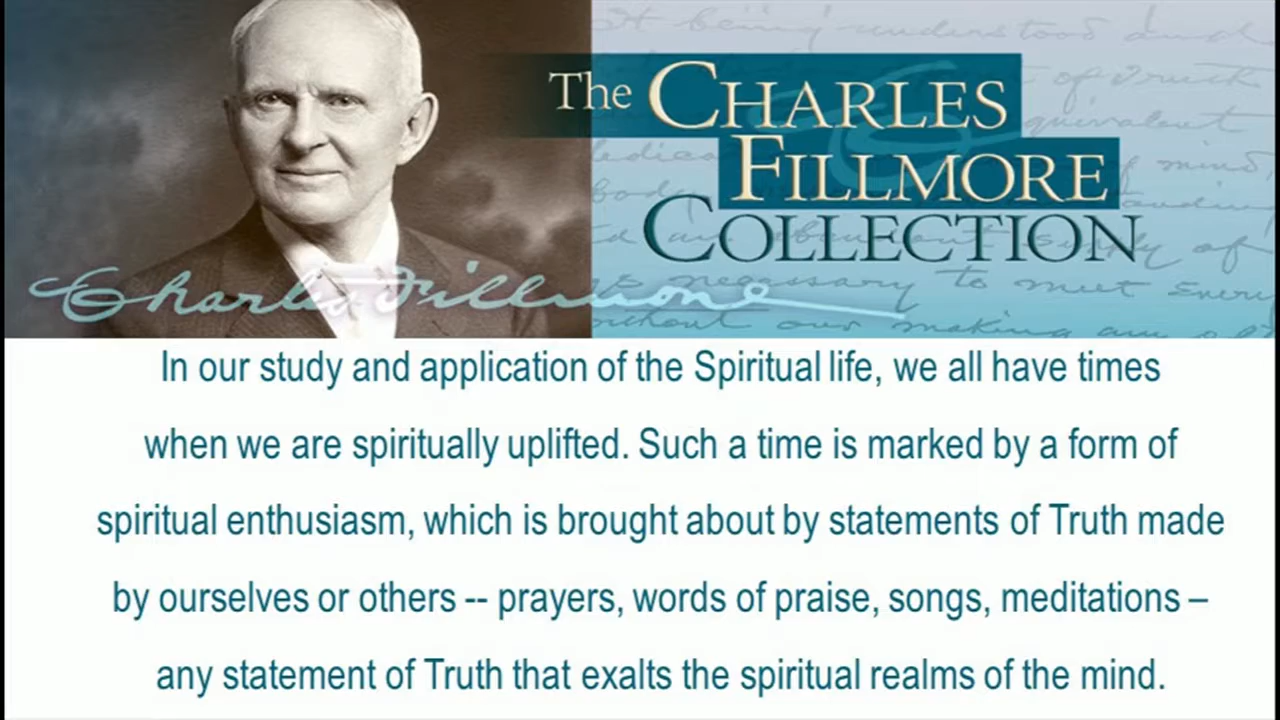 The CHARLES
FILLMORE
COLLECTION
Charles Fillmore
In our study and application of the Spiritual life, we all have times
when we are spiritually uplifted. Such a time is marked by a form of
spiritual enthusiasm, which is brought about by statements of Truth made
by ourselves or others -- prayers, words of praise, songs, meditations –
any statement of Truth that exalts the spiritual realms of the mind.